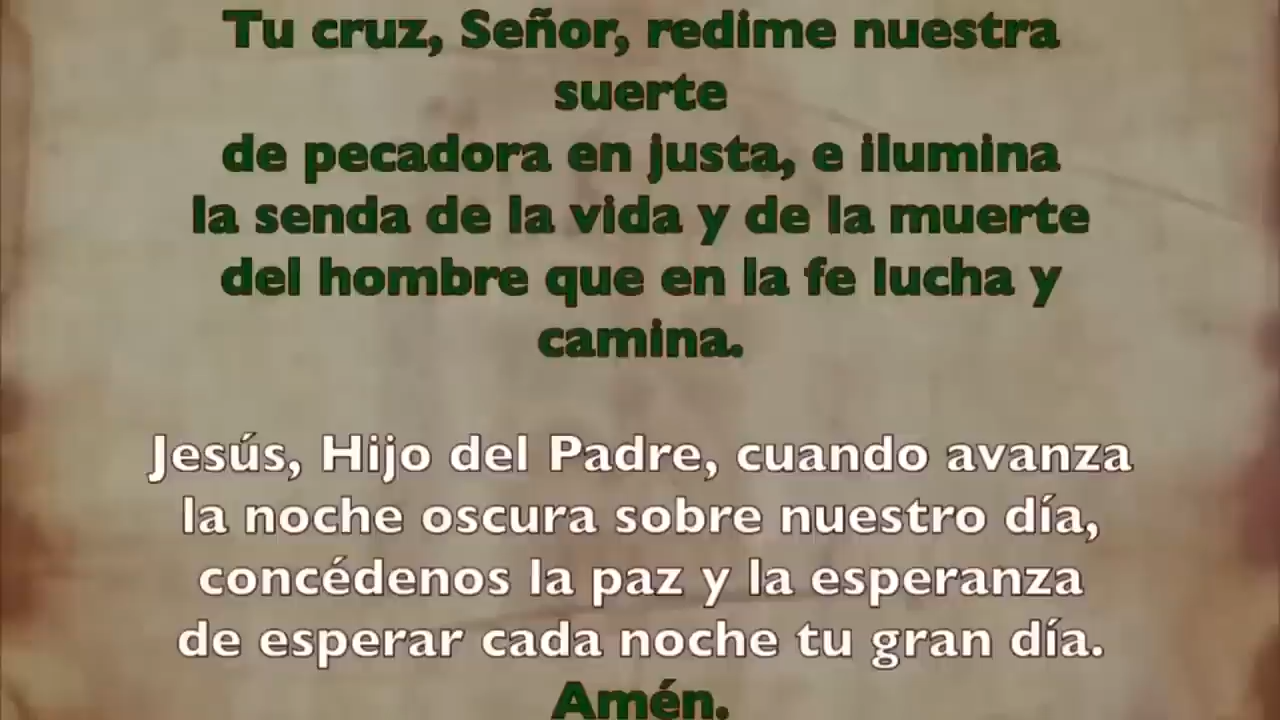 Tu cruz, Señor, redime nuestra
suerte
de pecadora en justa, e ilumina
la senda de la vida y de la muerte
del hombre que en la fe lucha y
camina.
Jesús, Hijo del Padre, cuando avanza
la noche oscura sobre nuestro día,
concédenos la paz y la esperanza
de esperar cada noche tu gran día.
Amén.